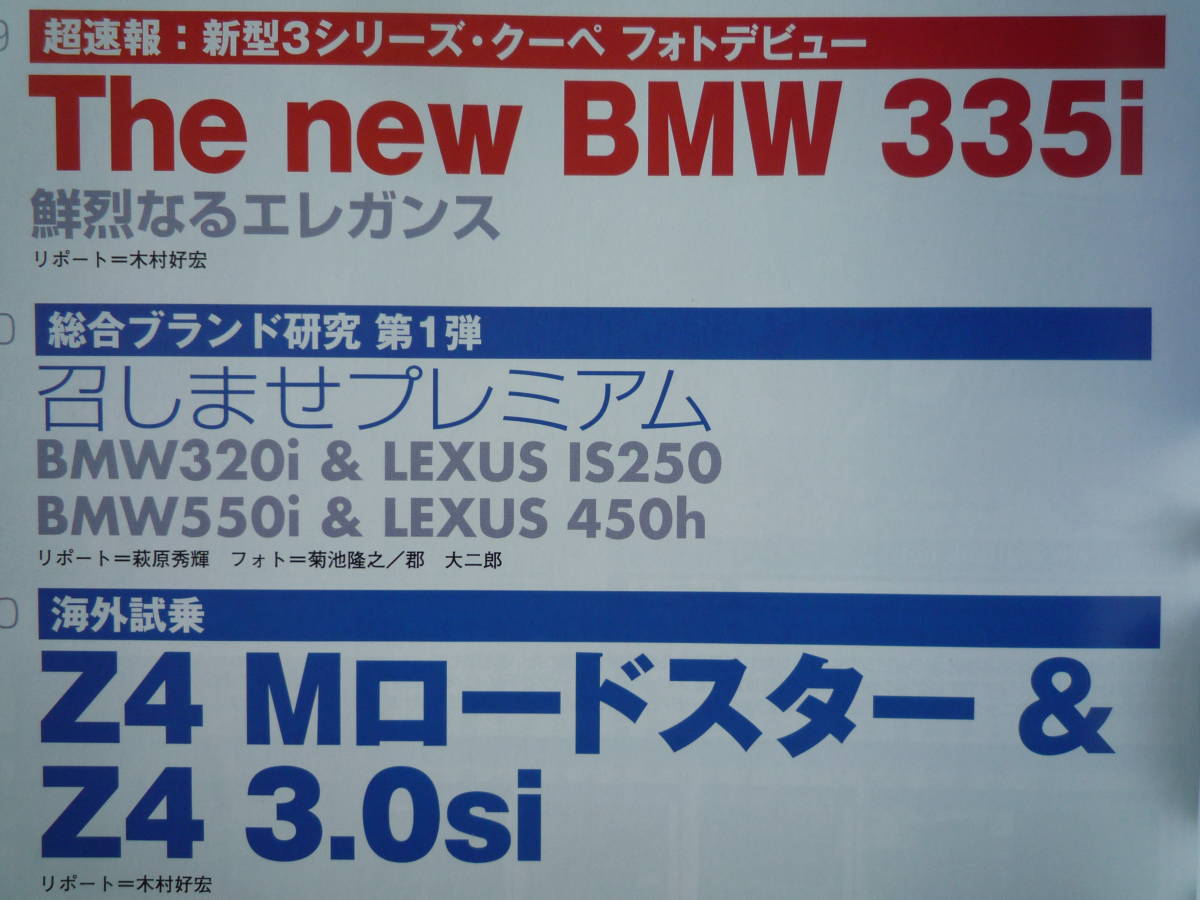 超速報：新型3シリーズ・クーペ フォトデビュー
The new BMW 335i
鮮烈なるエレガンス
リポート＝木村好宏
総合ブランド研究 第1弾
召しませプレミアム
BMW320i & LEXUS IS250
BMW550i & LEXUS 450h
リポート＝萩原秀輝　フォト＝菊池隆之／郡　大二郎
海外試乗
Z4 Mロードスター &
Z4 3.0si
リポート＝木村好宏